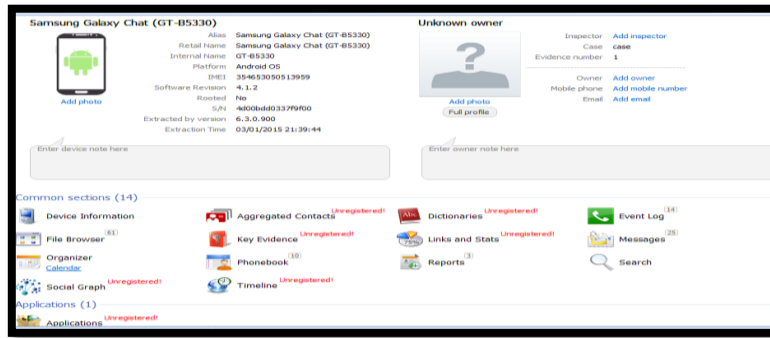 Samsung Galaxy Chat (GT-B5330)
Alias Samsung Galaxy Chat (GT-B5330)
Retail Name Samsung Galaxy Chat (GT-B5330)
Internal Name GT-B5330
Platform Android OS
IMEI 354653050513959
Software Revision 4.1.2
Rooted No
S/N 4d00bdd0337f9f00
Extracted by version 6.3.0.900
Extraction Time 03/01/2015 21:39:44
Add photo
Enter device note here
Unknown owner
Inspector Add inspector
Case case
Evidence number 1
Owner Add owner
Mobile phone Add mobile number
Email Add email
Add photo
Full profile
Enter owner note here
Common sections (14)
Device Information
Aggregated Contacts Unregistered!
Dictionaries Unregistered!
Event Log 14
File Browser 61
Key Evidence Unregistered!
Links and Stats Unregistered!
Messages 25
Organizer
Calendar
Phonebook 10
Reports 3
Search
Social Graph Unregistered!
Timeline Unregistered!
Applications (1)
Applications Unregistered!